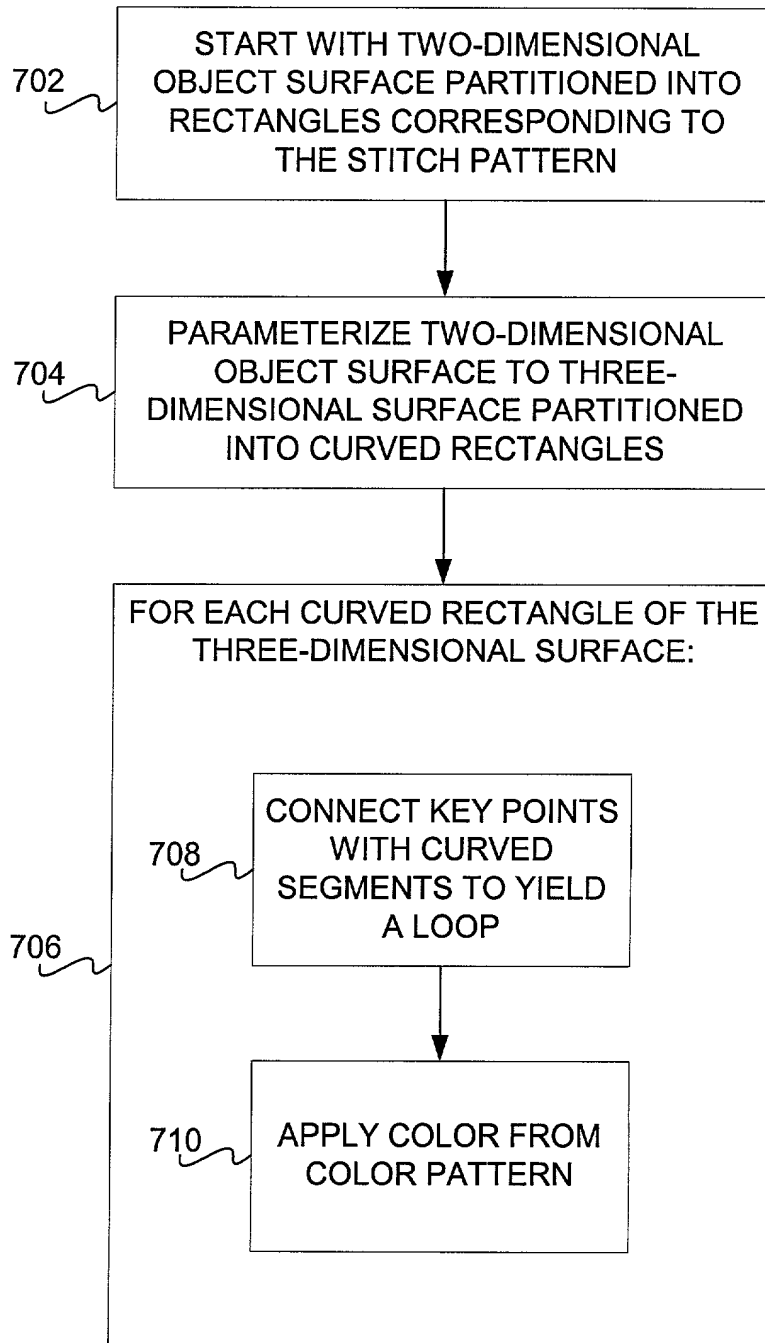 START WITH TWO-DIMENSIONAL
OBJECT SURFACE PARTITIONED INTO
RECTANGLES CORRESPONDING TO
THE STITCH PATTERN
702
PARAMETERIZE TWO-DIMENSIONAL
OBJECT SURFACE TO THREE-
DIMENSIONAL SURFACE PARTITIONED
INTO CURVED RECTANGLES
704
FOR EACH CURVED RECTANGLE OF THE
THREE-DIMENSIONAL SURFACE:
706
CONNECT KEY POINTS
WITH CURVED
SEGMENTS TO YIELD
A LOOP
708
APPLY COLOR FROM
COLOR PATTERN
710